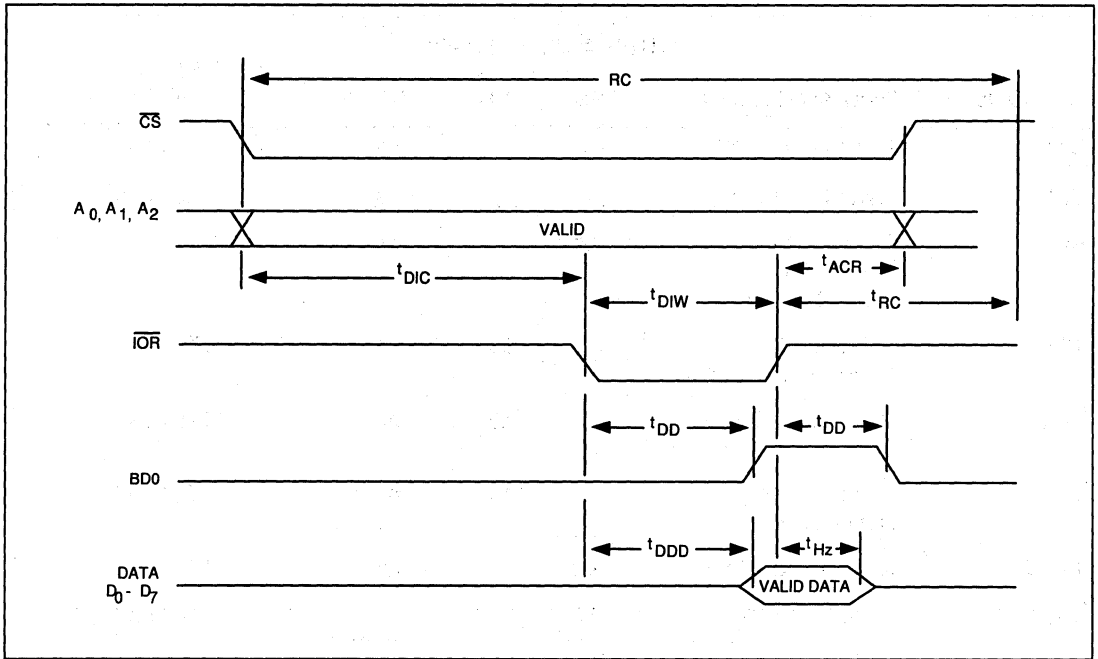 RC
CS
A0, A1, A2
VALID
tDIC
tACR
tDIW
tRC
IOR
tDD
tDD
BD0
tDDD
tHz
DATA
D0 - D7
VALID DATA